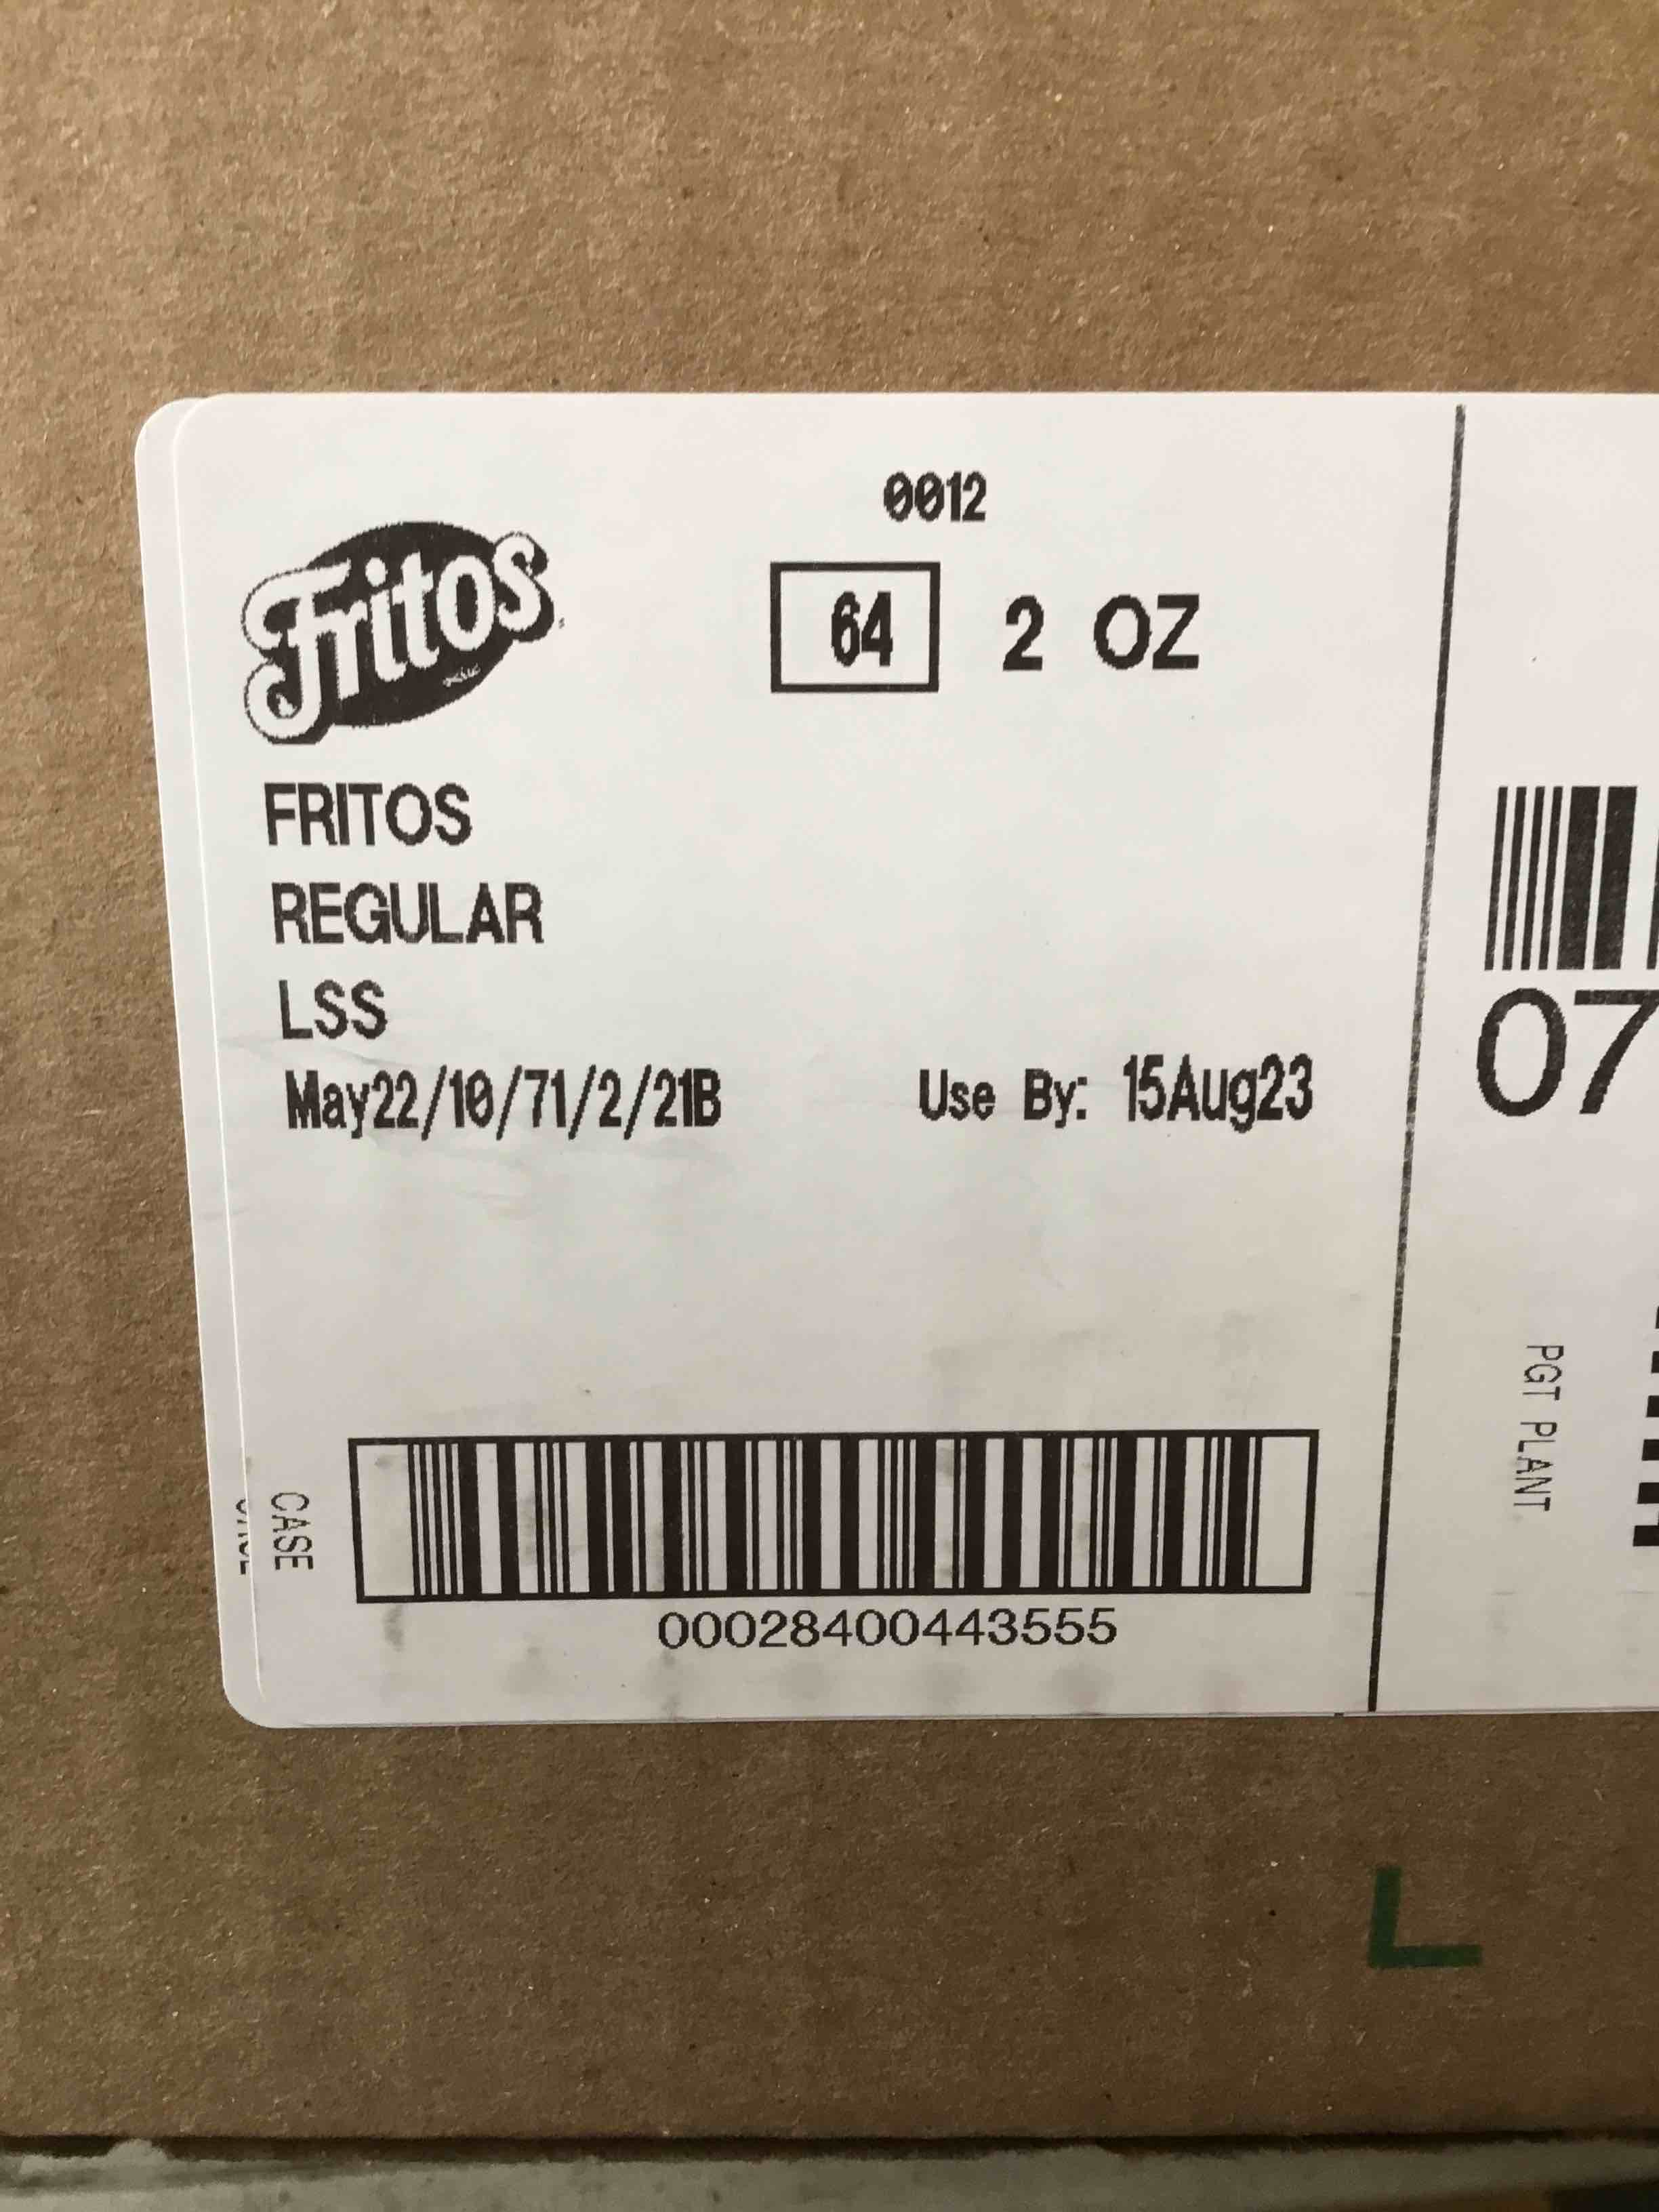 0012
Fritos
64 2 OZ
FRITOS
REGULAR
LSS
May22/10/71/2/21B Use By: 15Aug23
07
PGT PLANT
CASE
00028400443555
L